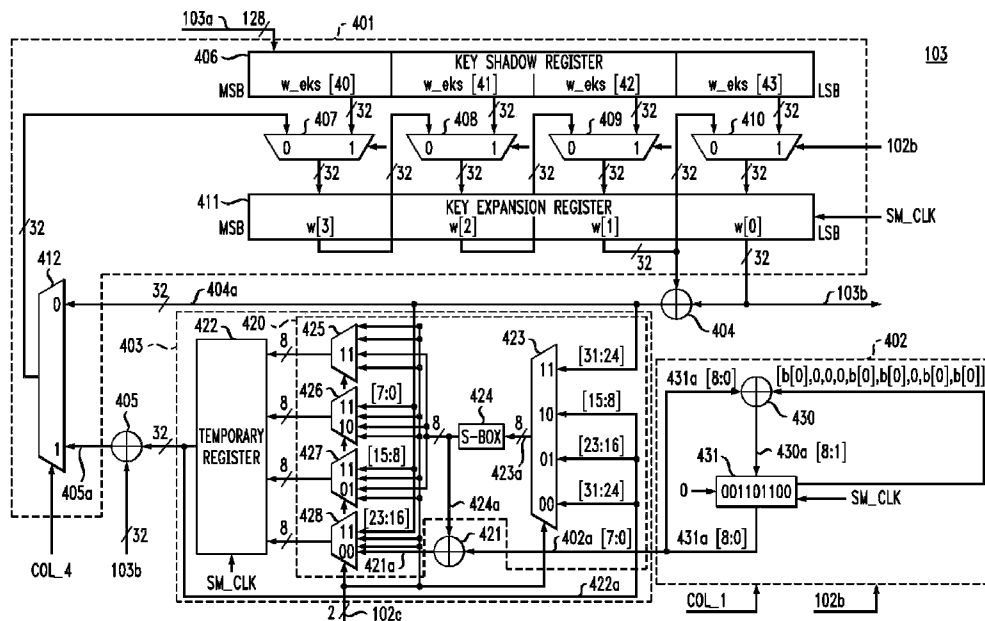 103a
128
401
103
406
KEY SHADOW REGISTER
MSB
w_eks [40]
w_eks [41]
w_eks [42]
w_eks [43]
LSB
32
32
32
32
407
408
409
410
0 1
0 1
0 1
0 1
102b
32
32
32
32
32
32
32
411
KEY EXPANSION REGISTER
SM_CLK
MSB
w[3]
w[2]
w[1]
w[0]
LSB
32
32
32
412
0
32
404a
103b
404
403
422
420
425
423
402
8
11
11
[31:24]
431a [8:0]
[b[0],0,0,0,b[0],b[0],0,b[0],b[0]]
426
[7:0]
424
430
405
8
11
10
8
S-BOX
8
10
[15:8]
430a [8:1]
32
TEMPORARY
REGISTER
427
[15:8]
423a
01
[23:16]
431
1
8
11
01
0
001101100
405a
428
[23:16]
424a
00
[31:24]
SM_CLK
8
11
00
421
402a [7:0]
431a [8:0]
32
421a
COL_4
103b
SM_CLK
422a
2
102c
COL_1
102b